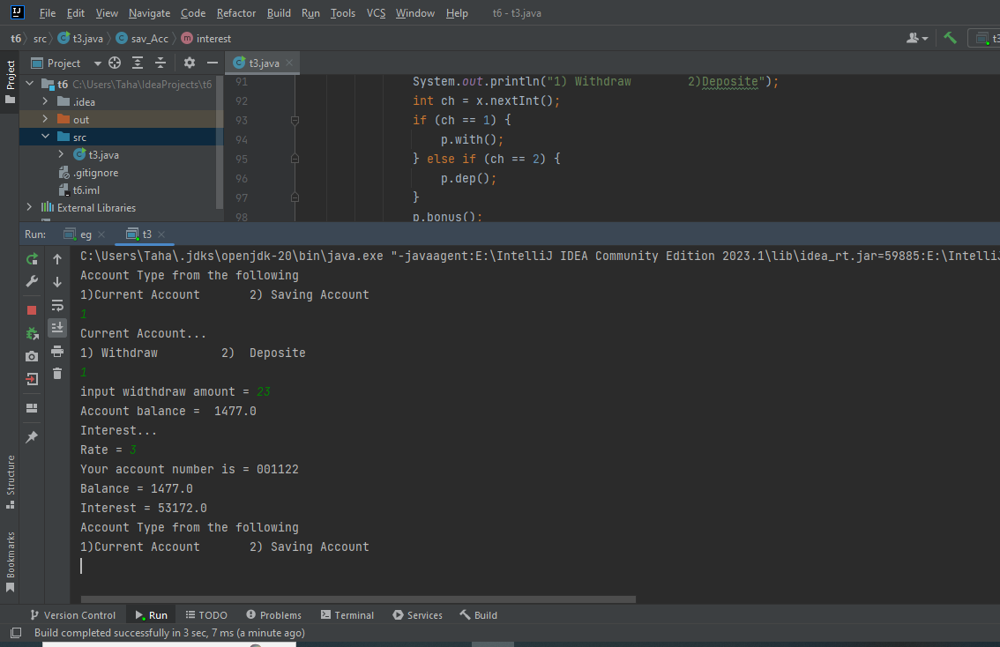 File Edit View Navigate Code Refactor Build Run Tools VCS Window Help t6 - t3.java
t6 src t3.java sav_Acc interest t3
Project
Project
t3.java
t6 C:\Users\Taha\IdeaProjects\t6
.idea
out
src
t3.java
.gitignore
t6.iml
External Libraries
91 System.out.println("1) Withdraw 2)Deposite");
92 int ch = x.nextInt();
93 if (ch == 1) {
94 p.with();
95 } else if (ch == 2) {
96 p.dep();
97 }
98 p.bonus();
Run: eg t3
C:\Users\Taha\.jdks\openjdk-20\bin\java.exe "-javaagent:E:\IntelliJ IDEA Community Edition 2023.1\lib\idea_rt.jar=59885:E:\IntelliJ
Account Type from the following
1)Current Account 2) Saving Account
1
Current Account...
1) Withdraw 2) Deposite
1
input widthdraw amount = 23
Account balance = 1477.0
Interest...
Rate = 3
Your account number is = 001122
Balance = 1477.0
Interest = 53172.0
Account Type from the following
1)Current Account 2) Saving Account
Structure
Bookmarks
Version Control Run TODO Problems Terminal Services Build
Build completed successfully in 3 sec, 7 ms (a minute ago)